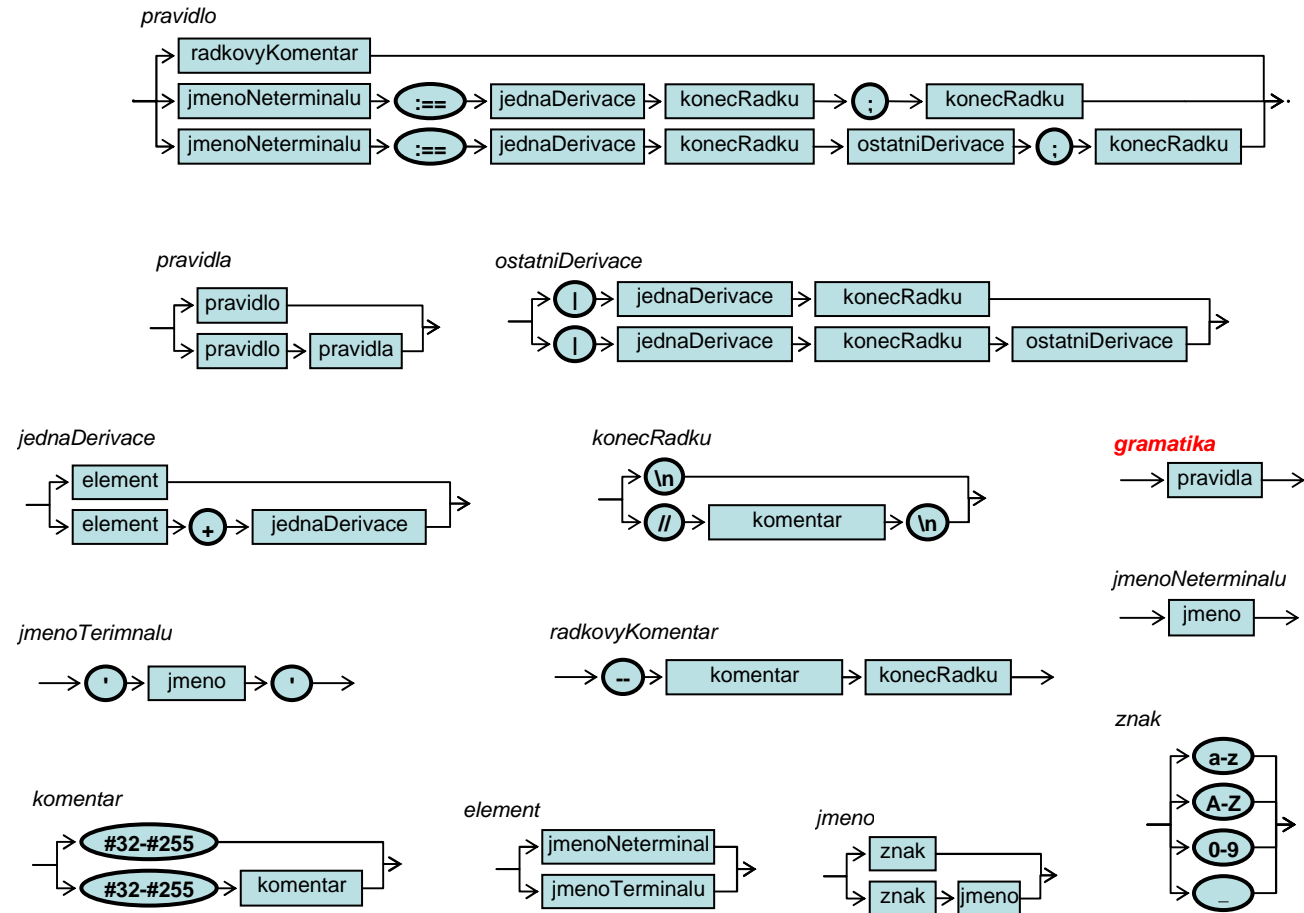 pravidlo
radkovyKomentar
jmenoNeterminalu :== jednaDerivace konecRadku ; konecRadku
jmenoNeterminalu :== jednaDerivace konecRadku ostatniDerivace ; konecRadku
pravidla
pravidlo
pravidlo pravidla
ostatniDerivace
| jednaDerivace konecRadku
| jednaDerivace konecRadku ostatniDerivace
jednaDerivace
element
element + jednaDerivace
konecRadku
\n
// komentar \n
gramatika
pravidla
jmenoNeterminalu
jmeno
jmenoTerimnalu
' jmeno '
radkovyKomentar
-- komentar konecRadku
znak
a-z
A-Z
0-9
_
komentar
#32-#255
#32-#255 komentar
element
jmenoNeterminal
jmenoTerminalu
jmeno
znak
znak jmeno